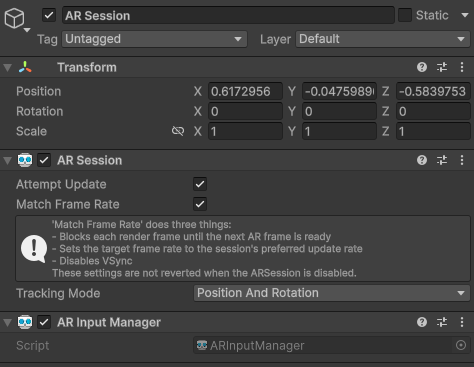 AR Session Static
Tag Untagged Layer Default
Transform
Position X 0.6172956 Y -0.0475989 Z -0.5839753
Rotation X 0 Y 0 Z 0
Scale X 1 Y 1 Z 1
AR Session
Attempt Update
Match Frame Rate
'Match Frame Rate' does three things:
- Blocks each render frame until the next AR frame is ready
- Sets the target frame rate to the session's preferred update rate
- Disables VSync
These settings are not reverted when the ARSession is disabled.
Tracking Mode Position And Rotation
AR Input Manager
Script ARInputManager